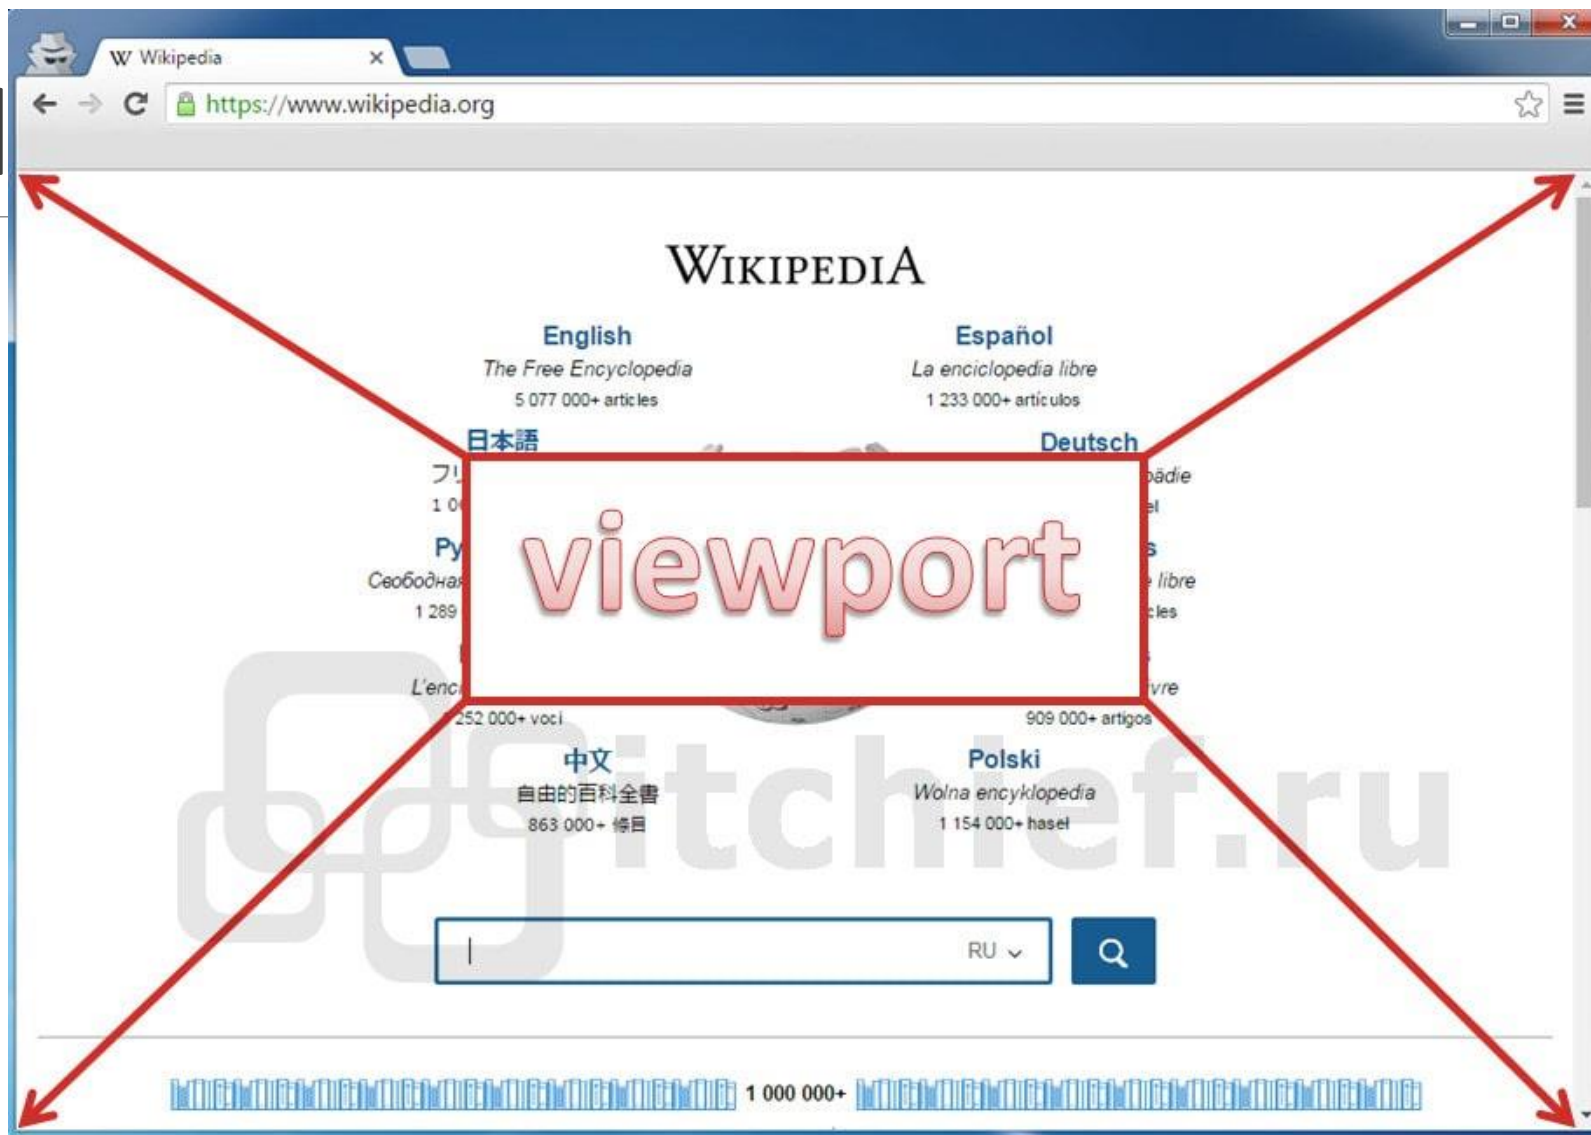 W Wikipedia
https://www.wikipedia.org
WIKIPEDIA
English Español
The Free Encyclopedia La enciclopedia libre
5 077 000+ articles 1 233 000+ artículos
日本語 Deutsch
viewport
libre
1 289
252 000+ voci 909 000+ artigos
中文 Polski
自由的百科全書 Wolna encyklopedia
863 000+ 條目 1 154 000+ haseł
itchief.ru
RU
1 000 000+